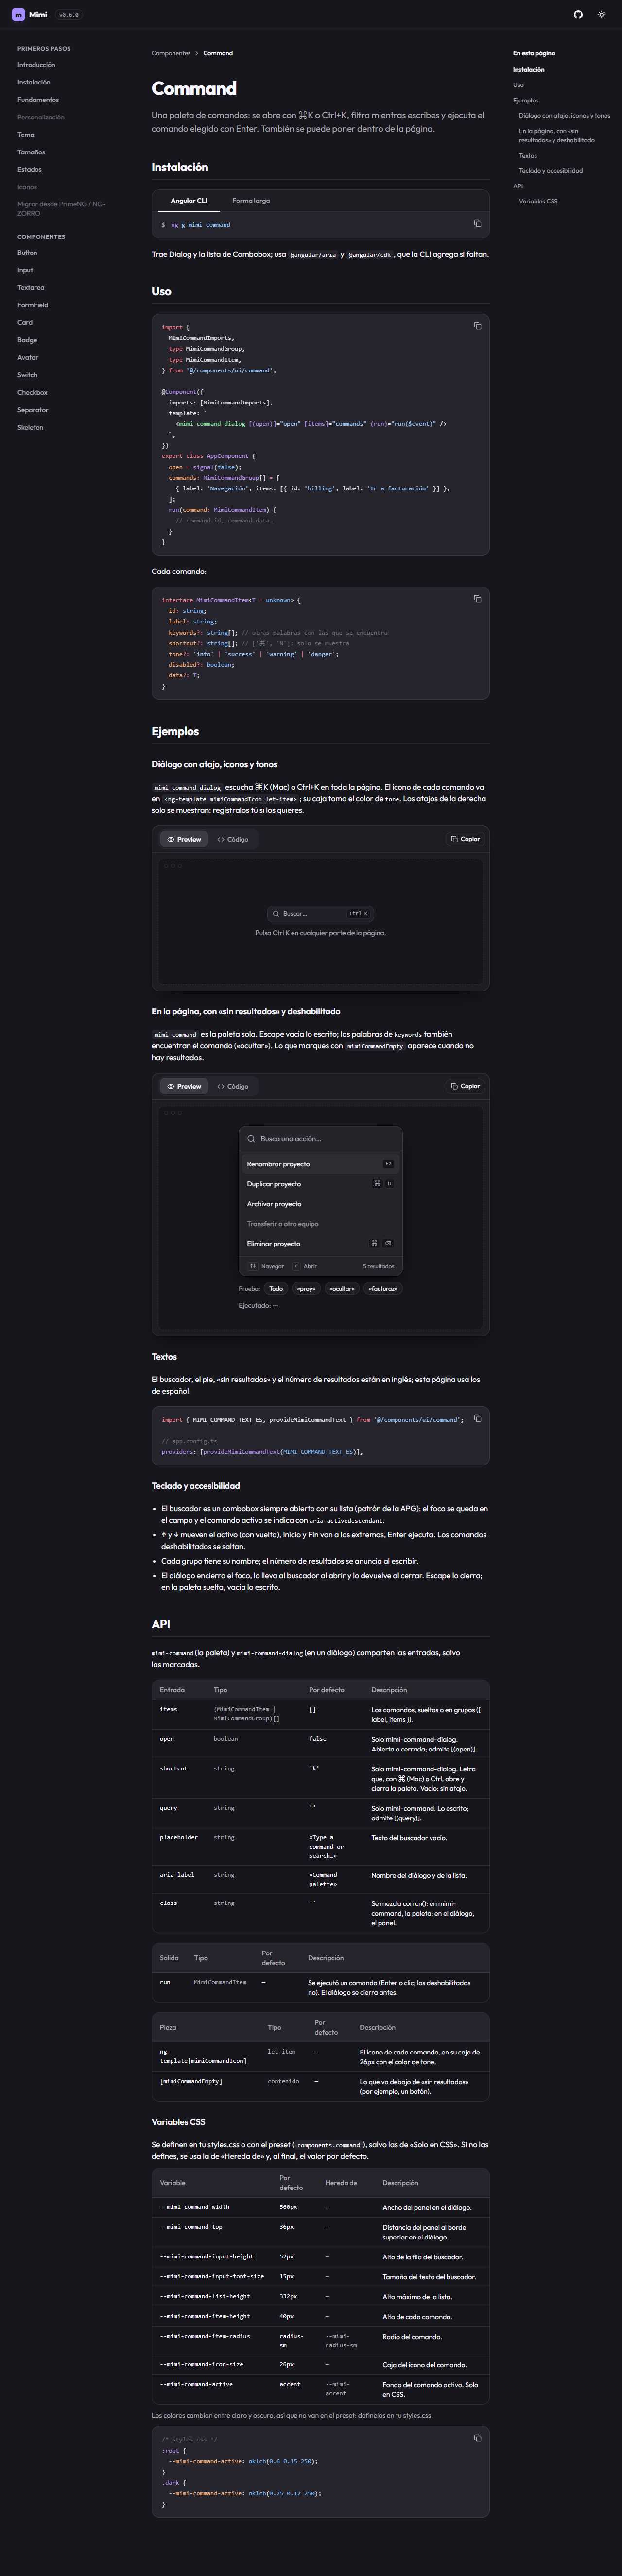 m Mimi v0.6.0
PRIMEROS PASOS
Introducción
Instalación
Fundamentos
Personalización
Tema
Tamaños
Estados
Iconos
Migrar desde PrimeNG / NG-
ZORRO
COMPONENTES
Button
Input
Textarea
FormField
Card
Badge
Avatar
Switch
Checkbox
Separator
Skeleton
Componentes > Command
Command
Una paleta de comandos: se abre con ⌘K o Ctrl+K, filtra mientras escribes y ejecuta el
comando elegido con Enter. También se puede poner dentro de la página.
Instalación
Angular CLI Forma larga
$ ng g mimi command
Trae Dialog y la lista de Combobox; usa @angular/aria y @angular/cdk, que la CLI agrega si faltan.
Uso
import {
MimiCommandImports,
type MimiCommandGroup,
type MimiCommandItem,
} from '@/components/ui/command';
@Component({
imports: [MimiCommandImports],
template: `
<mimi-command-dialog [(open)]="open" [items]="commands" (run)="run($event)" />
`,
})
export class AppComponent {
open = signal(false);
commands: MimiCommandGroup[] = [
{ label: 'Navegación', items: [{ id: 'billing', label: 'Ir a facturación' }] },
];
run(command: MimiCommandItem) {
// command.id, command.data…
}
}
Cada comando:
interface MimiCommandItem<T = unknown> {
id: string;
label: string;
keywords?: string[]; // otras palabras con las que se encuentra
shortcut?: string[]; // ['⌘', 'N']: solo se muestra
tone?: 'info' | 'success' | 'warning' | 'danger';
disabled?: boolean;
data?: T;
}
Ejemplos
Diálogo con atajo, íconos y tonos
mimi-command-dialog escucha ⌘K (Mac) o Ctrl+K en toda la página. El ícono de cada comando va
en <ng-template mimiCommandIcon let-item>; su caja toma el color de tone. Los atajos de la derecha
solo se muestran: regístralos tú si los quieres.
Preview Código Copiar
Buscar… Ctrl K
Pulsa Ctrl K en cualquier parte de la página.
En la página, con «sin resultados» y deshabilitado
mimi-command es la paleta sola. Escape vacía lo escrito; las palabras de keywords también
encuentran el comando («ocultar»). Lo que marques con mimiCommandEmpty aparece cuando no
hay resultados.
Preview Código Copiar
Busca una acción…
Renombrar proyecto F2
Duplicar proyecto ⌘ D
Archivar proyecto
Transferir a otro equipo
Eliminar proyecto ⌘ ⌫
↑↓ Navegar ↵ Abrir 5 resultados
Prueba: Todo «proy» «ocultar» «facturas»
Ejecutado: —
Textos
El buscador, el pie, «sin resultados» y el número de resultados están en inglés; esta página usa los
de español.
import { MIMI_COMMAND_TEXT_ES, provideMimiCommandText } from '@/components/ui/command';
// app.config.ts
providers: [provideMimiCommandText(MIMI_COMMAND_TEXT_ES)],
Teclado y accesibilidad
• El buscador es un combobox siempre abierto con su lista (patrón de la APG): el foco se queda en
el campo y el comando activo se indica con aria-activedescendant.
• ↑ y ↓ mueven el activo (con vuelta), Inicio y Fin van a los extremos, Enter ejecuta. Los comandos
deshabilitados se saltan.
• Cada grupo tiene su nombre; el número de resultados se anuncia al escribir.
• El diálogo encierra el foco, lo lleva al buscador al abrir y lo devuelve al cerrar. Escape lo cierra;
en la paleta suelta, vacía lo escrito.
API
mimi-command (la paleta) y mimi-command-dialog (en un diálogo) comparten las entradas, salvo
las marcadas.
Entrada Tipo Por defecto Descripción
items (MimiCommandItem | MimiCommandGroup)[] [] Los comandos, sueltos o en grupos ({ label, items }).
open boolean false Solo mimi-command-dialog. Abierta o cerrada; admite [(open)].
shortcut string 'k' Solo mimi-command-dialog. Letra que, con ⌘ (Mac) o Ctrl, abre y cierra la paleta. Vacío: sin atajo.
query string '' Solo mimi-command. Lo escrito; admite [(query)].
placeholder string «Type a command or search…» Texto del buscador vacío.
aria-label string «Command palette» Nombre del diálogo y de la lista.
class string '' Se mezcla con cn(): en mimi-command, la paleta; en el diálogo, el panel.
Salida Tipo Por defecto Descripción
run MimiCommandItem — Se ejecutó un comando (Enter o clic; los deshabilitados no). El diálogo se cierra antes.
Pieza Tipo Por defecto Descripción
ng-template[mimiCommandIcon] let-item — El ícono de cada comando, en su caja de 26px con el color de tone.
[mimiCommandEmpty] contenido — Lo que va debajo de «sin resultados» (por ejemplo, un botón).
Variables CSS
Se definen en tu styles.css o con el preset (components.command), salvo las de «Solo en CSS». Si no las
defines, se usa la de «Hereda de» y, al final, el valor por defecto.
Variable Por defecto Hereda de Descripción
--mimi-command-width 560px — Ancho del panel en el diálogo.
--mimi-command-top 36px — Distancia del panel al borde superior en el diálogo.
--mimi-command-input-height 52px — Alto de la fila del buscador.
--mimi-command-input-font-size 15px — Tamaño del texto del buscador.
--mimi-command-list-height 332px — Alto máximo de la lista.
--mimi-command-item-height 40px — Alto de cada comando.
--mimi-command-item-radius radius-sm --mimi-radius-sm Radio del comando.
--mimi-command-icon-size 26px — Caja del ícono del comando.
--mimi-command-active accent --mimi-accent Fondo del comando activo. Solo en CSS.
Los colores cambian entre claro y oscuro, así que no van en el preset: defínelos en tu styles.css.
/* styles.css */
:root {
--mimi-command-active: oklch(0.6 0.15 250);
}
.dark {
--mimi-command-active: oklch(0.75 0.12 250);
}
En esta página
Instalación
Uso
Ejemplos
Diálogo con atajo, íconos y tonos
En la página, con «sin
resultados» y deshabilitado
Textos
Teclado y accesibilidad
API
Variables CSS